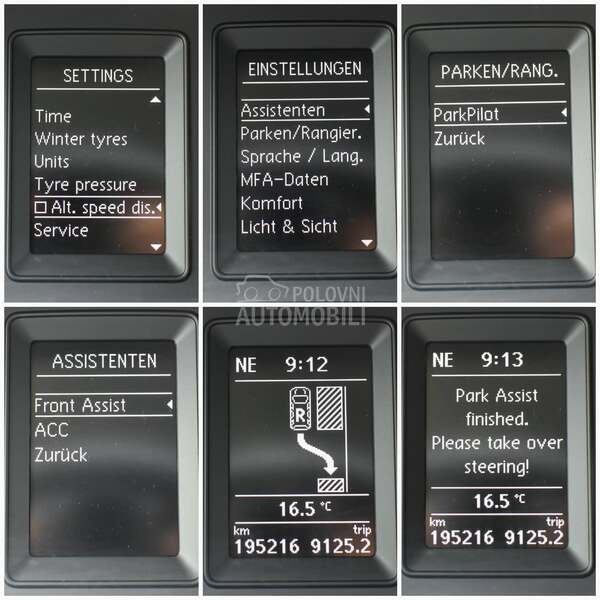 SETTINGS
Time
Winter tyres
Units
Tyre pressure
Alt. speed dis.
Service
EINSTELLUNGEN
Assistenten
Parken/Rangier.
Sprache / Lang.
MFA-Daten
Komfort
Licht & Sicht
PARKEN/RANG.
ParkPilot
Zurück
POLOVNI
AUTOMOBILI
ASSISTENTEN
Front Assist
ACC
Zurück
NE 9:12
R
16.5 °C
km trip
195216 9125.2
NE 9:13
Park Assist
finished.
Please take over
steering!
16.5 °C
km trip
195216 9125.2